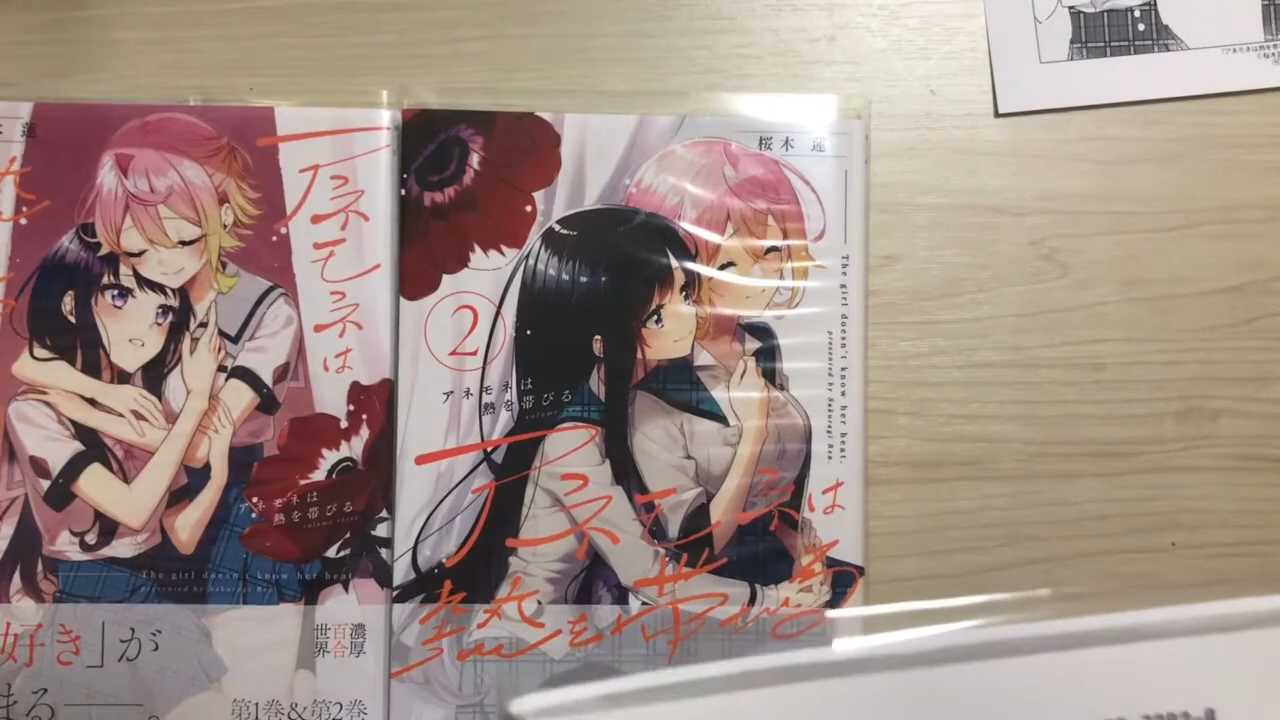 木 蓮
アネモネは
アネモネは
熱を帯びる
volume three
The girl doesn't know her heat.
presented by Sakuragi Ren.
好き」が
まる――。
濃厚
百合
世界
第1巻&第2巻
桜木 蓮
The girl doesn't know her heat.
presented by Sakuragi Ren.
2
アネモネは
熱を帯びる
volume
アネモネは
熱を帯びる